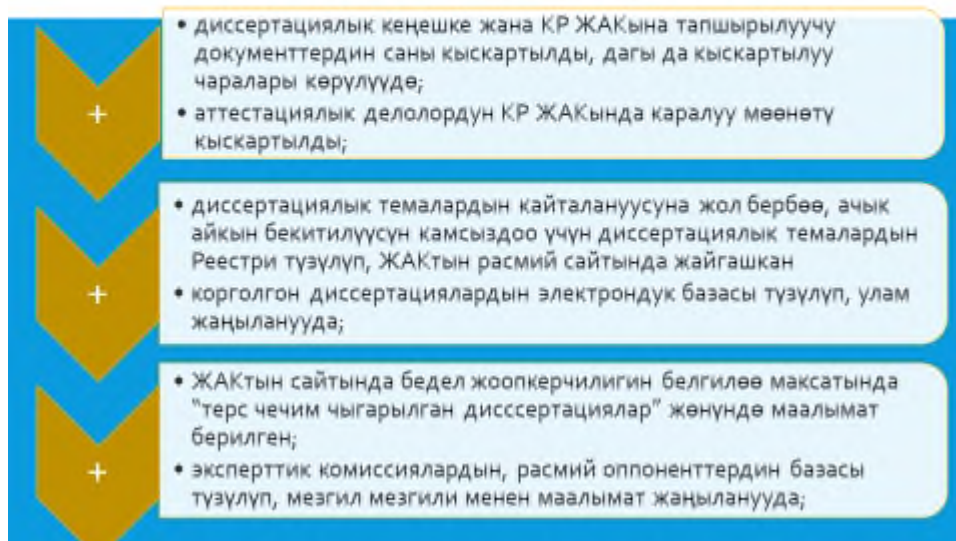 • диссертациялык кеңешке жана КР ЖАКына тапшырылуучу
документтердин саны кыскартылды, дагы да кыскартылуу
чаралары көрүлүүдө;
+
• аттестациялык делолордун КР ЖАКында каралуу мөөнөтү
кыскартылды;
• диссертациялык темалардын кайталануусуна жол бербөө, ачык
айкын бекитилүүсүн камсыздоо үчүн диссертациялык темалардын
Реестри түзүлүп, ЖАКтын расмий сайтында жайгашкан
+
• корголгон диссертациялардын электрондук базасы түзүлүп, улам
жаңыланууда;
• ЖАКтын сайтында бедел жоопкерчилигин белгилөө максатында
“терс чечим чыгарылган дисссертациялар” жөнүндө маалымат
берилген;
+
• эксперттик комиссиялардын, расмий оппоненттердин базасы
түзүлүп, мезгил мезгили менен маалымат жаңыланууда;